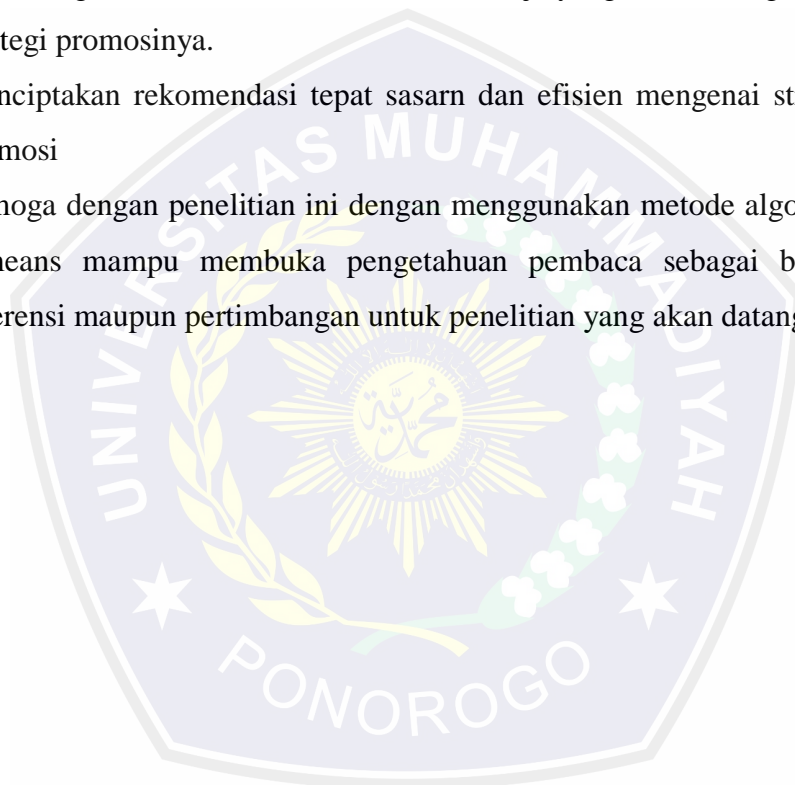 tegi promosinya.
nciptakan rekomendasi tepat sasarn dan efisien mengenai st
mosi
noga dengan penelitian ini dengan menggunakan metode algo
neans mampu membuka pengetahuan pembaca sebagai b
erensi maupun pertimbangan untuk penelitian yang akan datang
UNIVERSITAS MUHAMMADIYAH
PONOROGO
محمدية